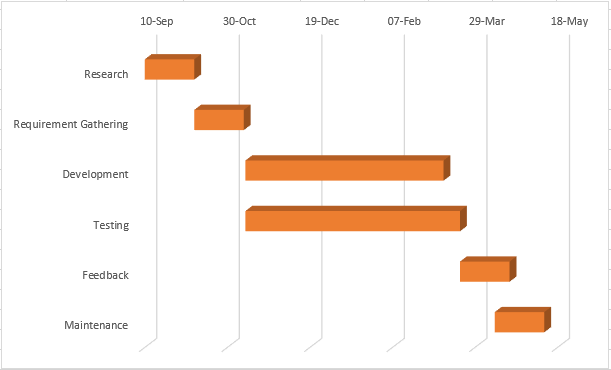 10-Sep 30-Oct 19-Dec 07-Feb 29-Mar 18-May
Research
Requirement Gathering
Development
Testing
Feedback
Maintenance